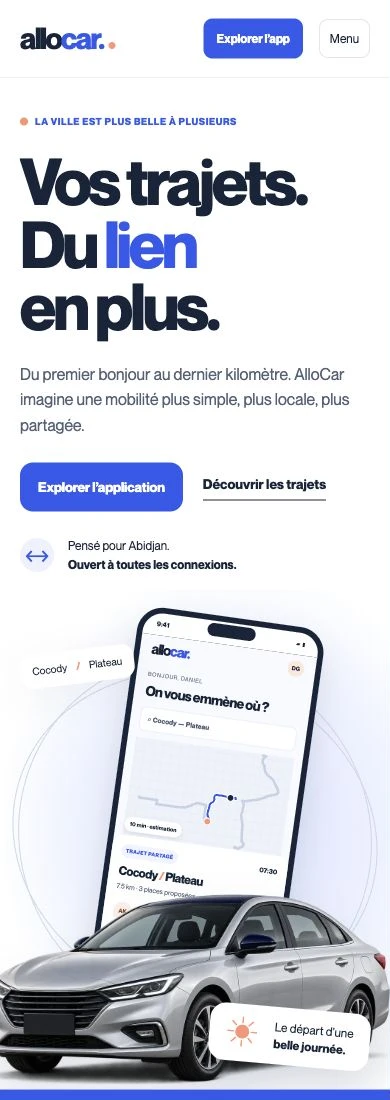 allocar.
Explorer l'app
Menu
LA VILLE EST PLUS BELLE À PLUSIEURS
Vos trajets.
Du lien
en plus.
Du premier bonjour au dernier kilomètre. AlloCar
imagine une mobilité plus simple, plus locale, plus
partagée.
Explorer l'application
Découvrir les trajets
Pensé pour Abidjan.
Ouvert à toutes les connexions.
9:41
allocar.
DG
BONJOUR, DANIEL
On vous emmène où ?
Cocody — Plateau
Cocody / Plateau
10 min · estimation
TRAJET PARTAGÉ
07:30
Cocody / Plateau
7.5 km · 3 places proposées
AK
Le départ d'une
belle journée.